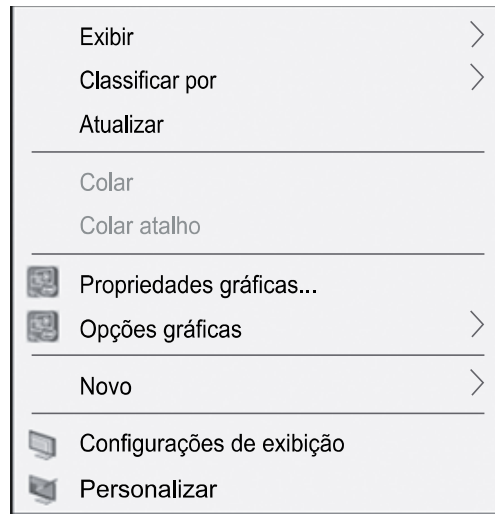 Exibir
Classificar por
Atualizar
Colar
Colar atalho
Propriedades gráficas...
Opções gráficas
Novo
Configurações de exibição
Personalizar